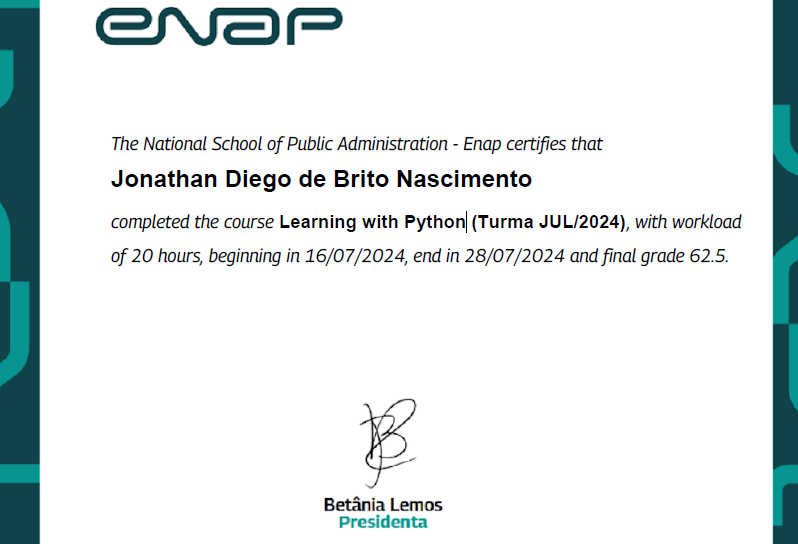 enap
The National School of Public Administration - Enap certifies that
Jonathan Diego de Brito Nascimento
completed the course Learning with Python (Turma JUL/2024), with workload
of 20 hours, beginning in 16/07/2024, end in 28/07/2024 and final grade 62.5.
Betânia Lemos
Presidenta